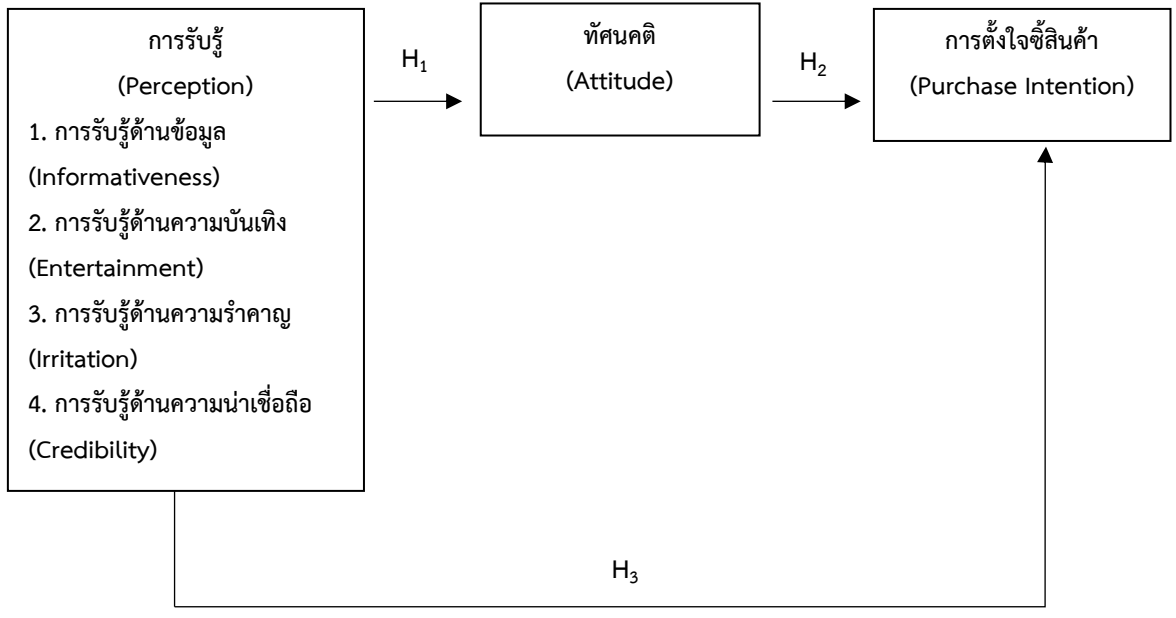 การรับรู้
(Perception)
1. การรับรู้ด้านข้อมูล
(Informativeness)
2. การรับรู้ด้านความบันเทิง
(Entertainment)
3. การรับรู้ด้านความรำคาญ
(Irritation)
4. การรับรู้ด้านความน่าเชื่อถือ
(Credibility)
H₁
ทัศนคติ
(Attitude)
H₂
การตั้งใจซิ้สินค้า
(Purchase Intention)
H₃